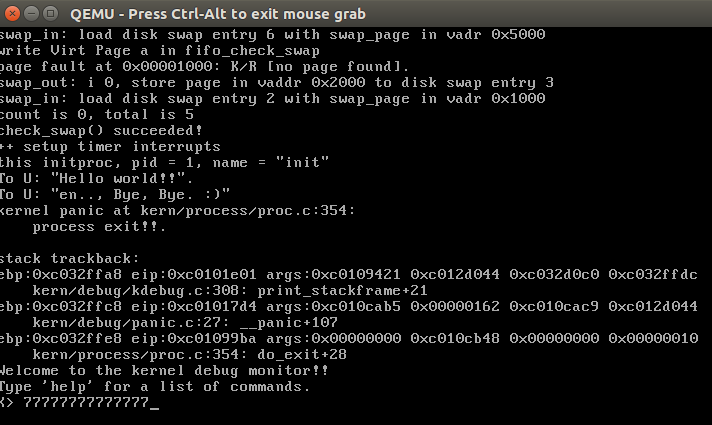 QEMU - Press Ctrl-Alt to exit mouse grab
swap_in: load disk swap entry 6 with swap_page in vadr 0x5000
write Virt Page a in fifo_check_swap
page fault at 0x00001000: K/R [no page found].
swap_out: i 0, store page in vaddr 0x2000 to disk swap entry 3
swap_in: load disk swap entry 2 with swap_page in vadr 0x1000
count is 0, total is 5
check_swap() succeeded!
++ setup timer interrupts
this initproc, pid = 1, name = "init"
To U: "Hello world!!".
To U: "en.., Bye, Bye. :)"
kernel panic at kern/process/proc.c:354:
process exit!!.
stack trackback:
ebp:0xc032ffa8 eip:0xc0101e01 args:0xc0109421 0xc012d044 0xc032d0c0 0xc032ffdc
kern/debug/kdebug.c:308: print_stackframe+21
ebp:0xc032ffc8 eip:0xc01017d4 args:0xc010cab5 0x00000162 0xc010cac9 0xc012d044
kern/debug/panic.c:27: __panic+107
ebp:0xc032ffe8 eip:0xc01099ba args:0x00000000 0xc010cb48 0x00000000 0x00000010
kern/process/proc.c:354: do_exit+28
Welcome to the kernel debug monitor!!
Type 'help' for a list of commands.
K> 77777777777777_